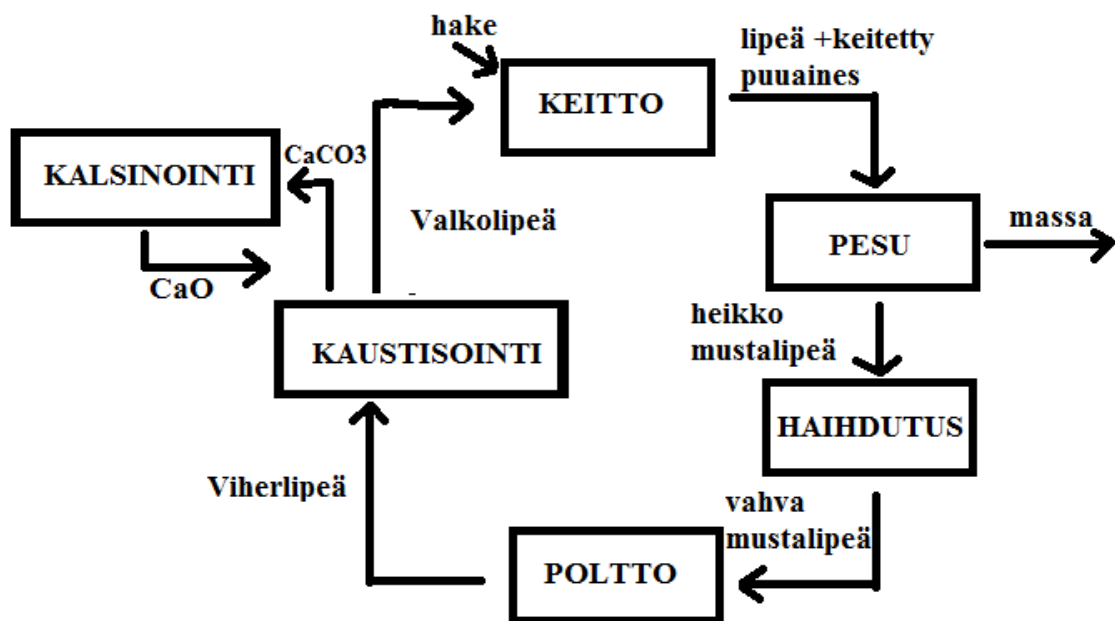 hake
KEITTO
lipeä +keitetty
puuaines
KALSINOINTI
CaCO3
CaO
Valkolipeä
PESU
massa
heikko
mustalipeä
KAUSTISOINTI
HAIHDUTUS
Viherlipeä
vahva
mustalipeä
POLTTO